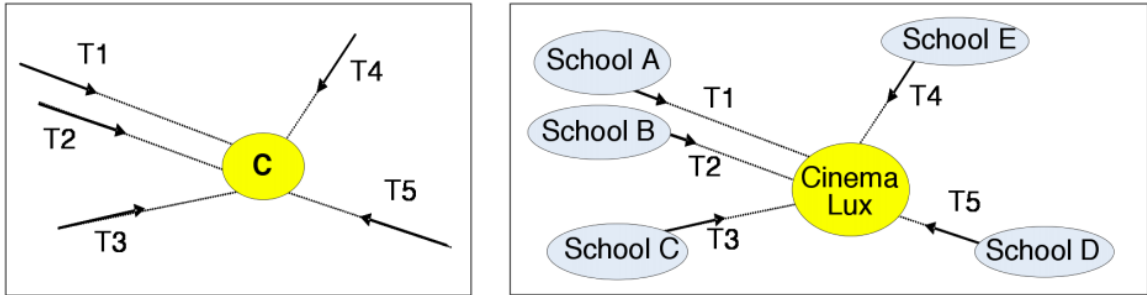 T1
T4
T2
C
T5
T3
School A
School E
T1
T4
School B
T2
Cinema
Lux
T5
School C
T3
School D